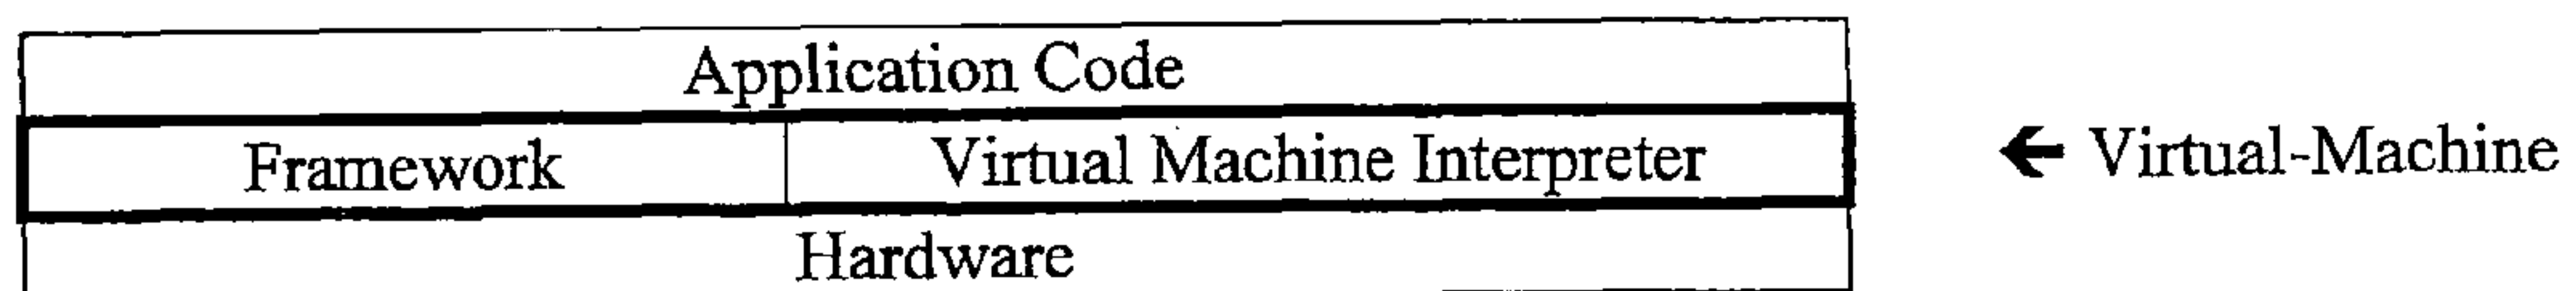 Application Code
Framework Virtual Machine Interpreter ← Virtual-Machine
Hardware